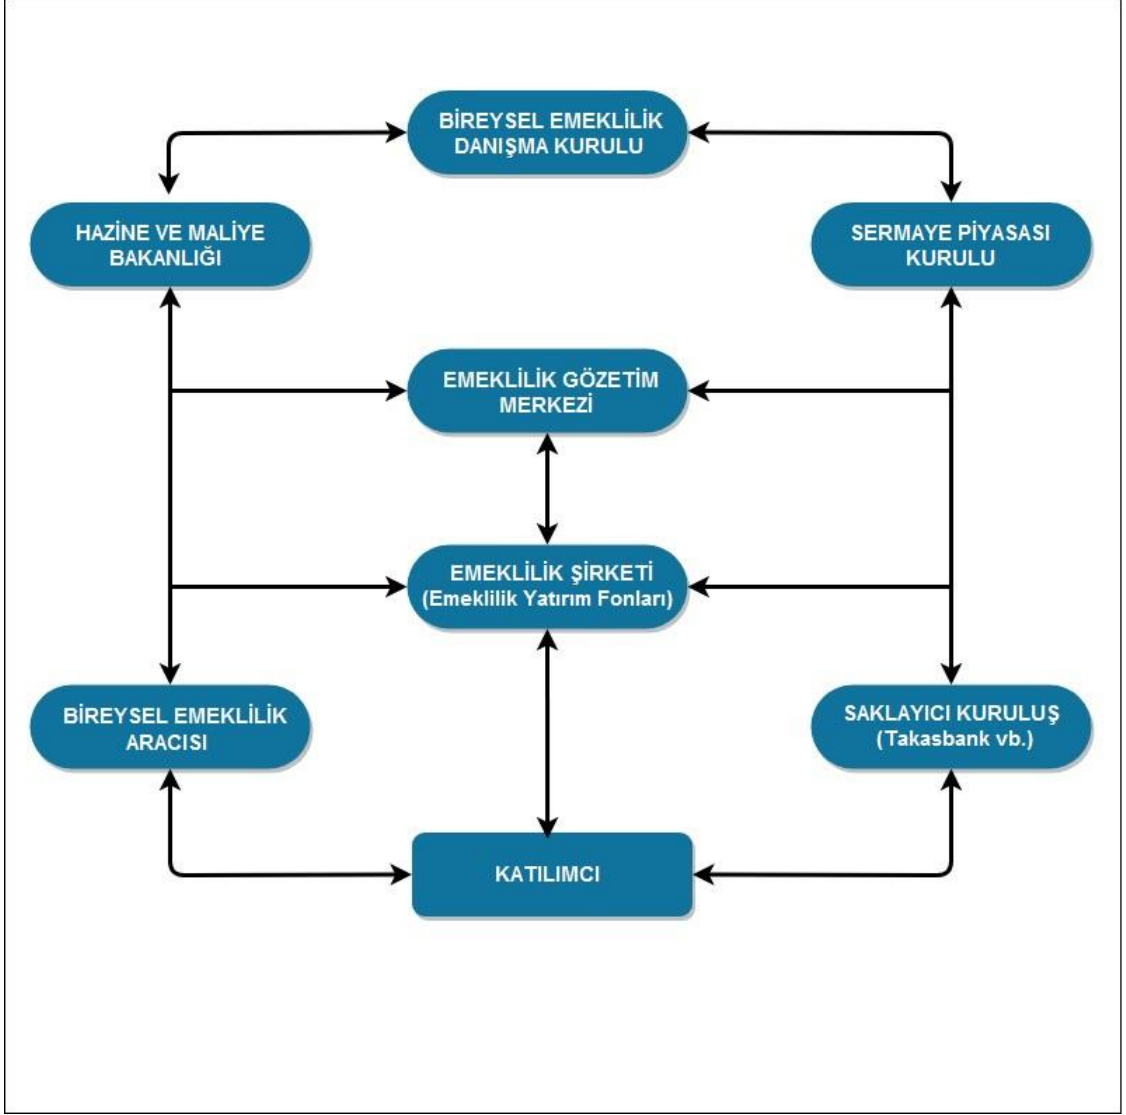 BİREYSEL EMEKLİLİK
DANIŞMA KURULU
HAZİNE VE MALİYE
BAKANLIĞI
SERMAYE PİYASASI
KURULU
EMEKLİLİK GÖZETİM
MERKEZİ
EMEKLİLİK ŞİRKETİ
(Emeklilik Yatırım Fonları)
BİREYSEL EMEKLİLİK
ARACISI
SAKLAYICI KURULUŞ
(Takasbank vb.)
KATILIMCI